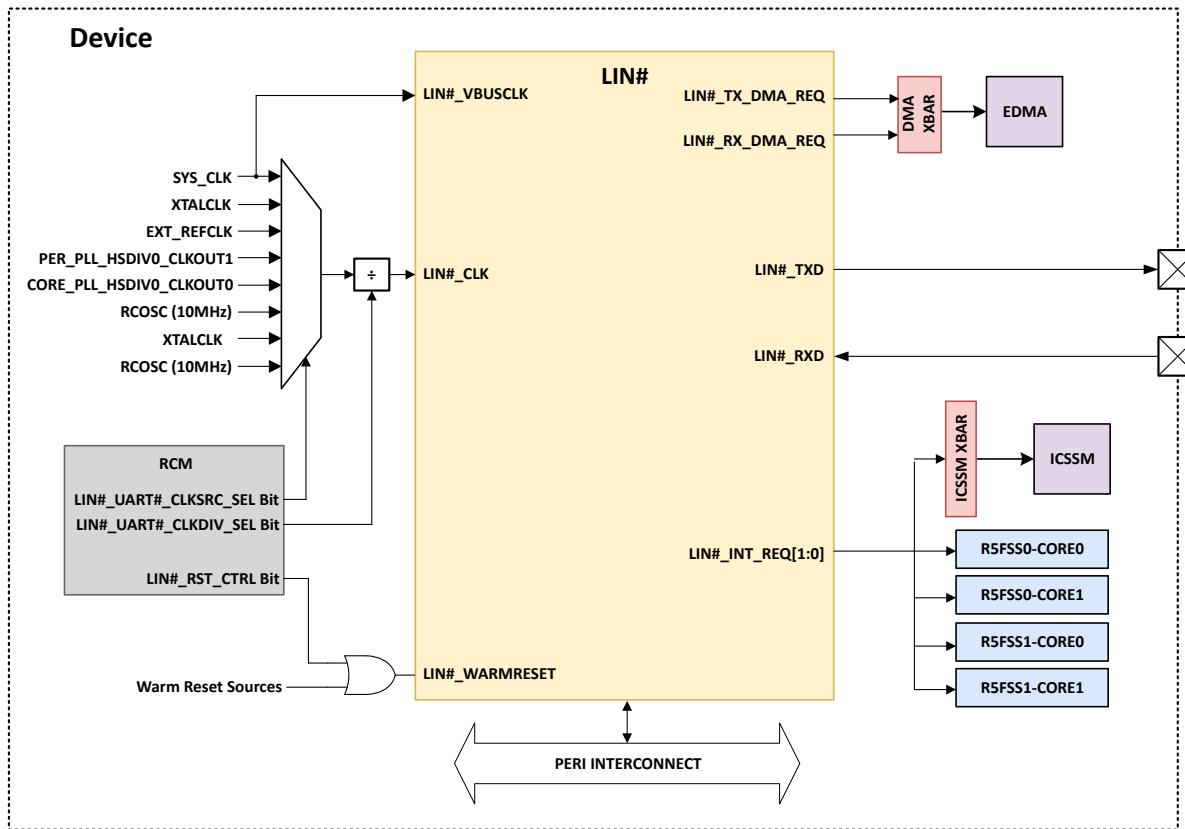 Device
LIN#
LIN#_VBUSCLK
LIN#_TX_DMA_REQ
LIN#_RX_DMA_REQ
DMA
XBAR
EDMA
SYS_CLK
XTALCLK
EXT_REFCLK
PER_PLL_HSDIV0_CLKOUT1
CORE_PLL_HSDIV0_CLKOUT0
RCOSC (10MHz)
XTALCLK
RCOSC (10MHz)
÷
LIN#_CLK
LIN#_TXD
LIN#_RXD
RCM
LIN#_UART#_CLKSRC_SEL Bit
LIN#_UART#_CLKDIV_SEL Bit
LIN#_RST_CTRL Bit
Warm Reset Sources
LIN#_WARMRESET
ICSSM XBAR
ICSSM
LIN#_INT_REQ[1:0]
R5FSS0-CORE0
R5FSS0-CORE1
R5FSS1-CORE0
R5FSS1-CORE1
PERI INTERCONNECT